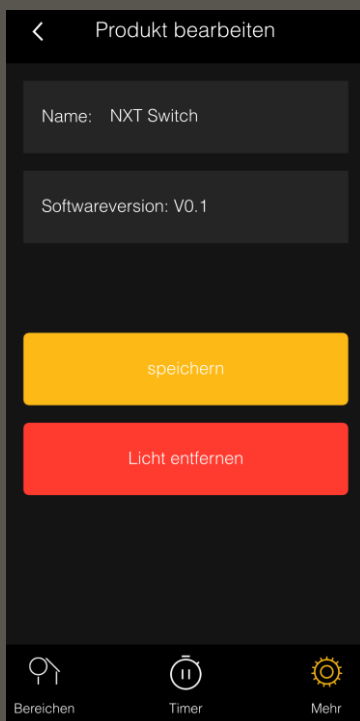 Produkt bearbeiten
Name: NXT Switch
Softwareversion: V0.1
speichern
Licht entfernen
Bereichen Timer Mehr